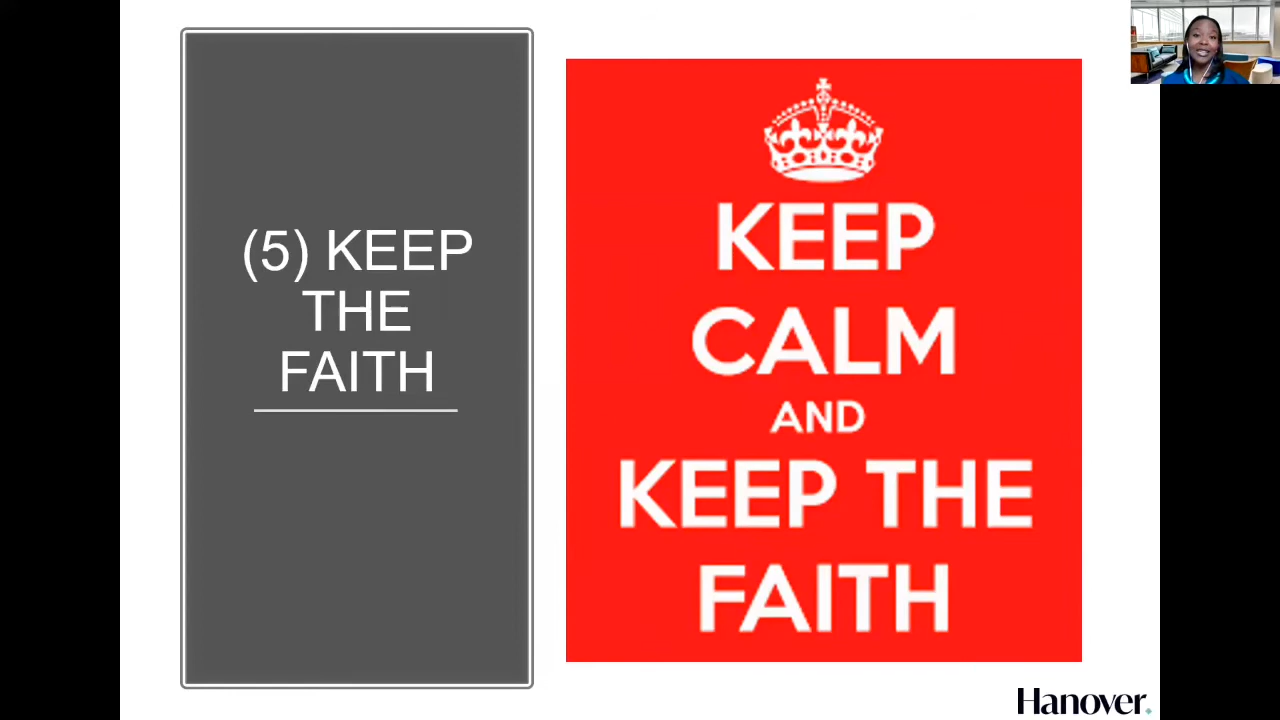 (5) KEEP
THE
FAITH
KEEP
CALM
AND
KEEP THE
FAITH
Hanover.